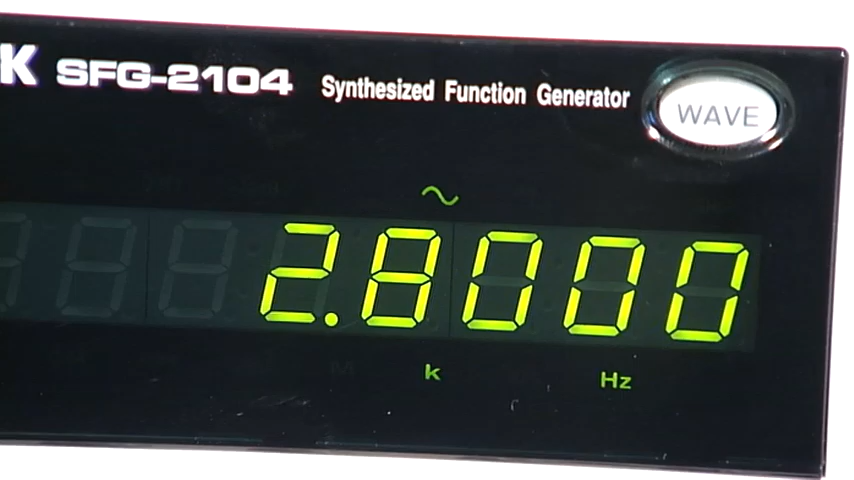 K SFG-2104 Synthesized Function Generator WAVE
2.8000
k Hz